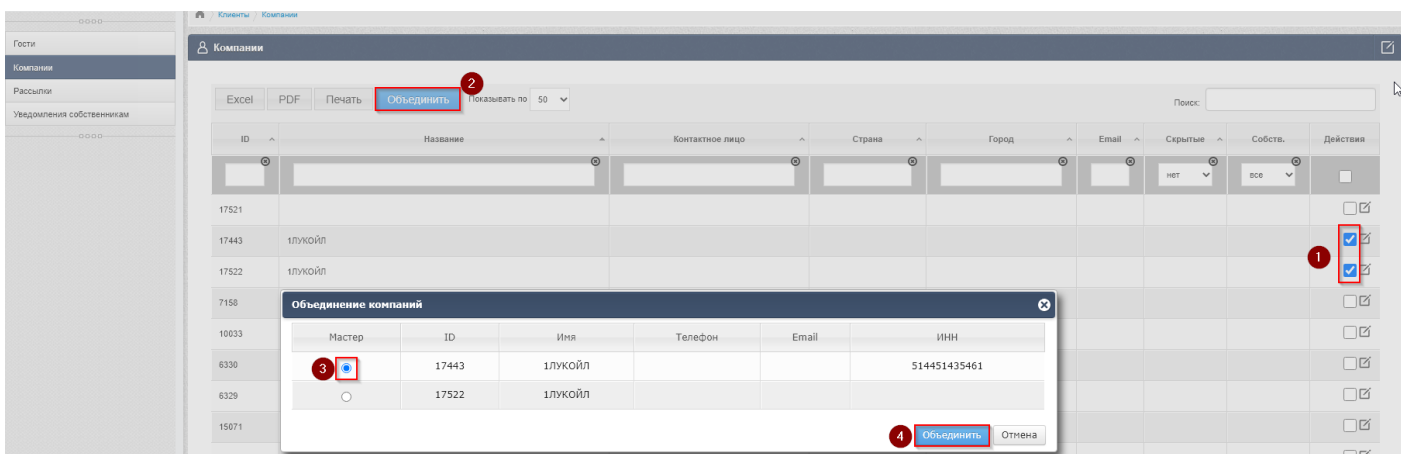 Клиенты / Компании
Гости
Компании
Рассылки
Уведомления собственникам
Компании
2
Excel PDF Печать Объединить Показывать по 50 Поиск:
ID Название Контактное лицо Страна Город Email Скрытые Собств. Действия
нет все
17521
17443 1ЛУКОЙЛ
1
17522 1ЛУКОЙЛ
7158
Объединение компаний
10033
Мастер ID Имя Телефон Email ИНН
6330
3 17443 1ЛУКОЙЛ 514451435461
6329
17522 1ЛУКОЙЛ
15071
4 Объединить Отмена